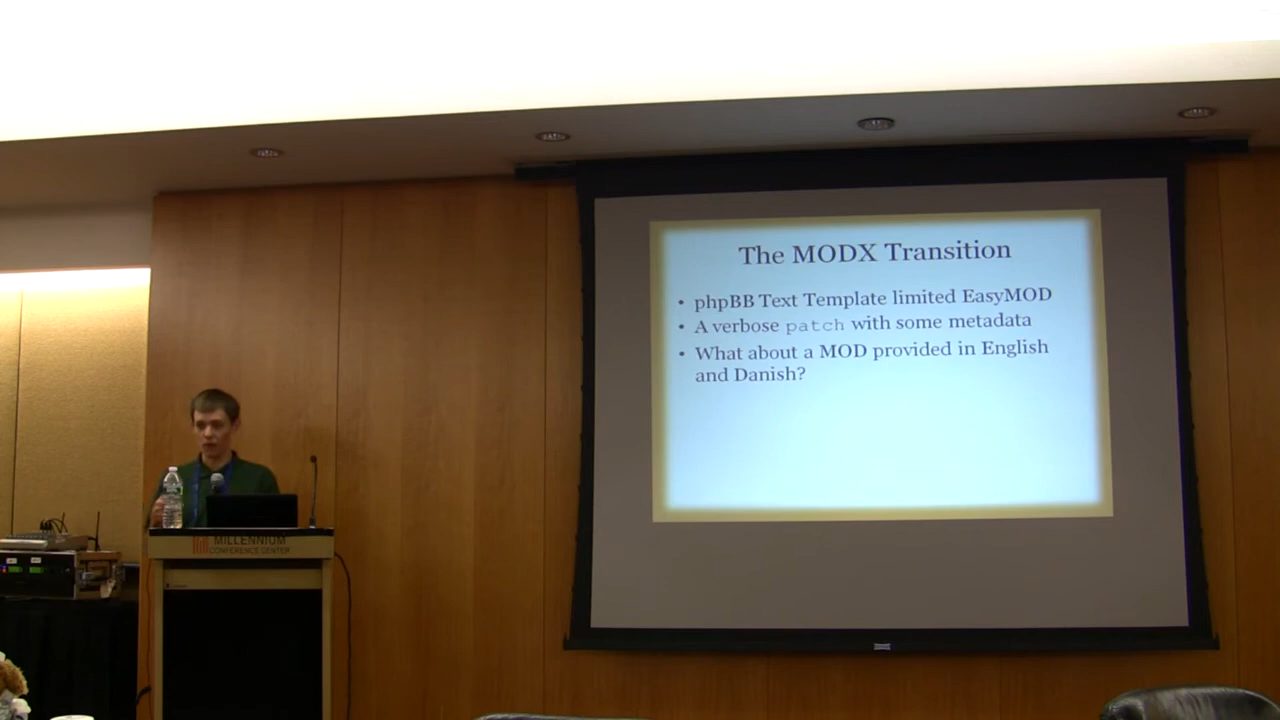 The MODX Transition
• phpBB Text Template limited EasyMOD
• A verbose patch with some metadata
• What about a MOD provided in English
and Danish?
MILLENNIUM
CONFERENCE CENTER